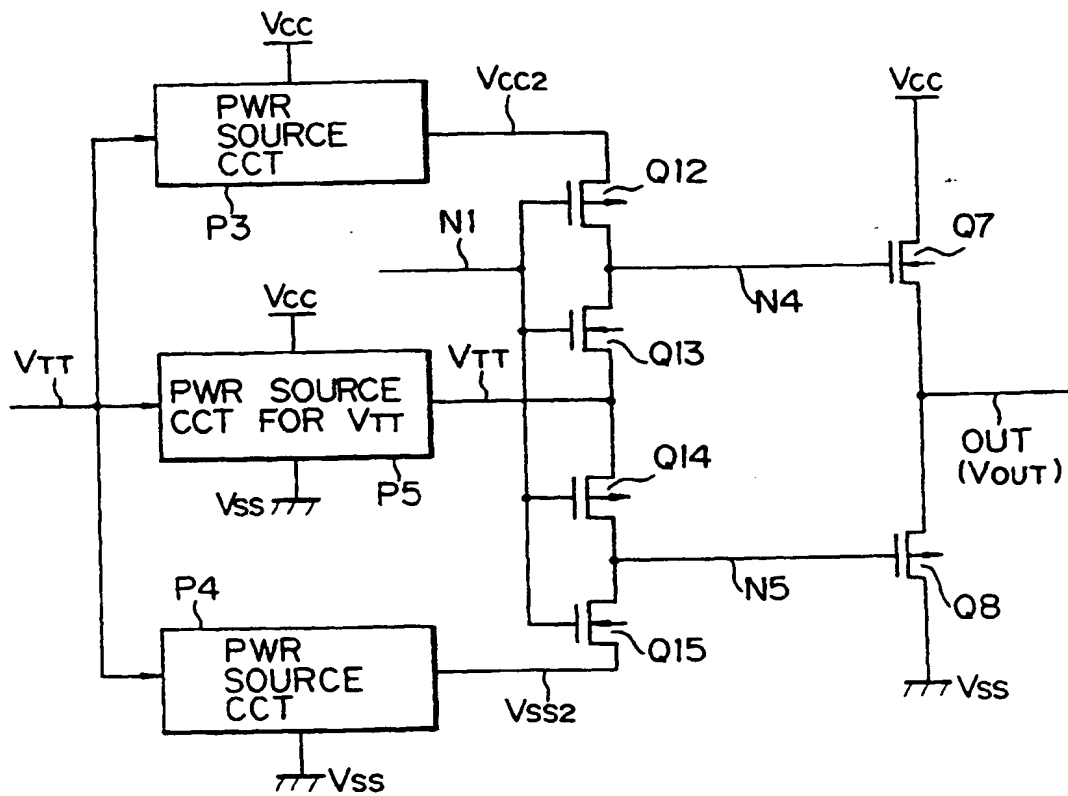 Vcc
PWR
SOURCE
CCT
P3
Vcc2
Q12
Vcc
Q7
N1
N4
Q13
Vcc
VTT
PWR SOURCE
CCT FOR VTT
P5
Vss
VTT
Q14
OUT
(VOUT)
N5
Q8
Vss
P4
PWR
SOURCE
CCT
Q15
Vss2
Vss